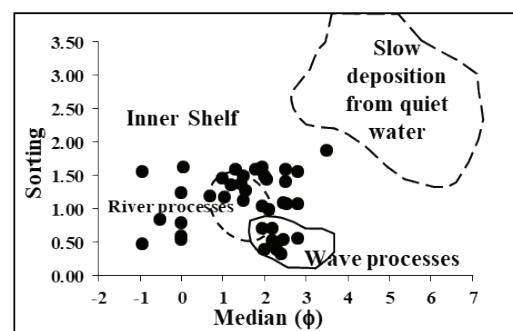 3.50
3.00
2.50
2.00
1.50
1.00
0.50
0.00
Sorting
Slow
deposition
from quiet
water
Inner Shelf
River processes
Wave processes
-2 -1 0 1 2 3 4 5 6 7
Median (ϕ)